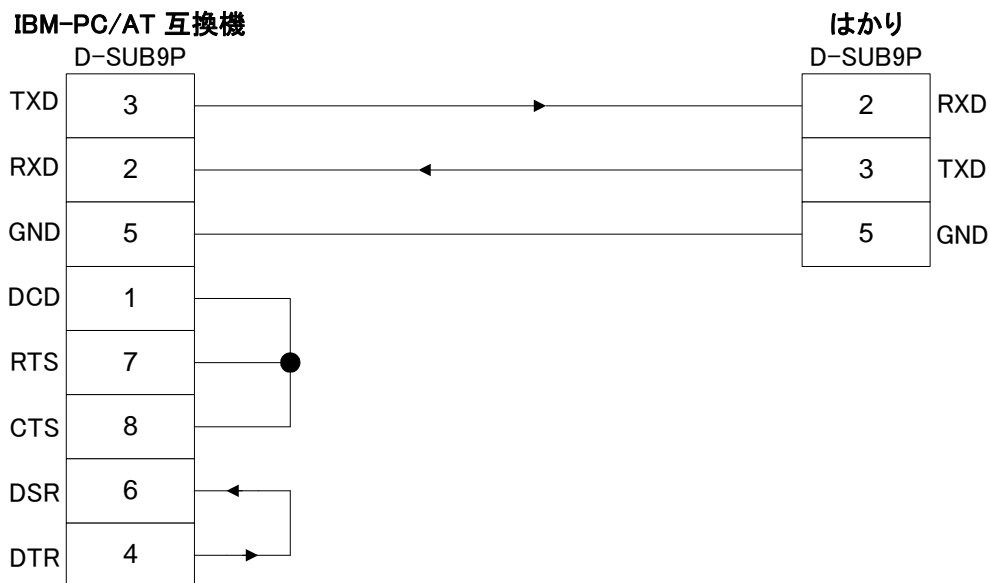 IBM-PC/AT 互換機 はかり
D-SUB9P D-SUB9P
TXD 3 2 RXD
RXD 2 3 TXD
GND 5 5 GND
DCD 1
RTS 7
CTS 8
DSR 6
DTR 4